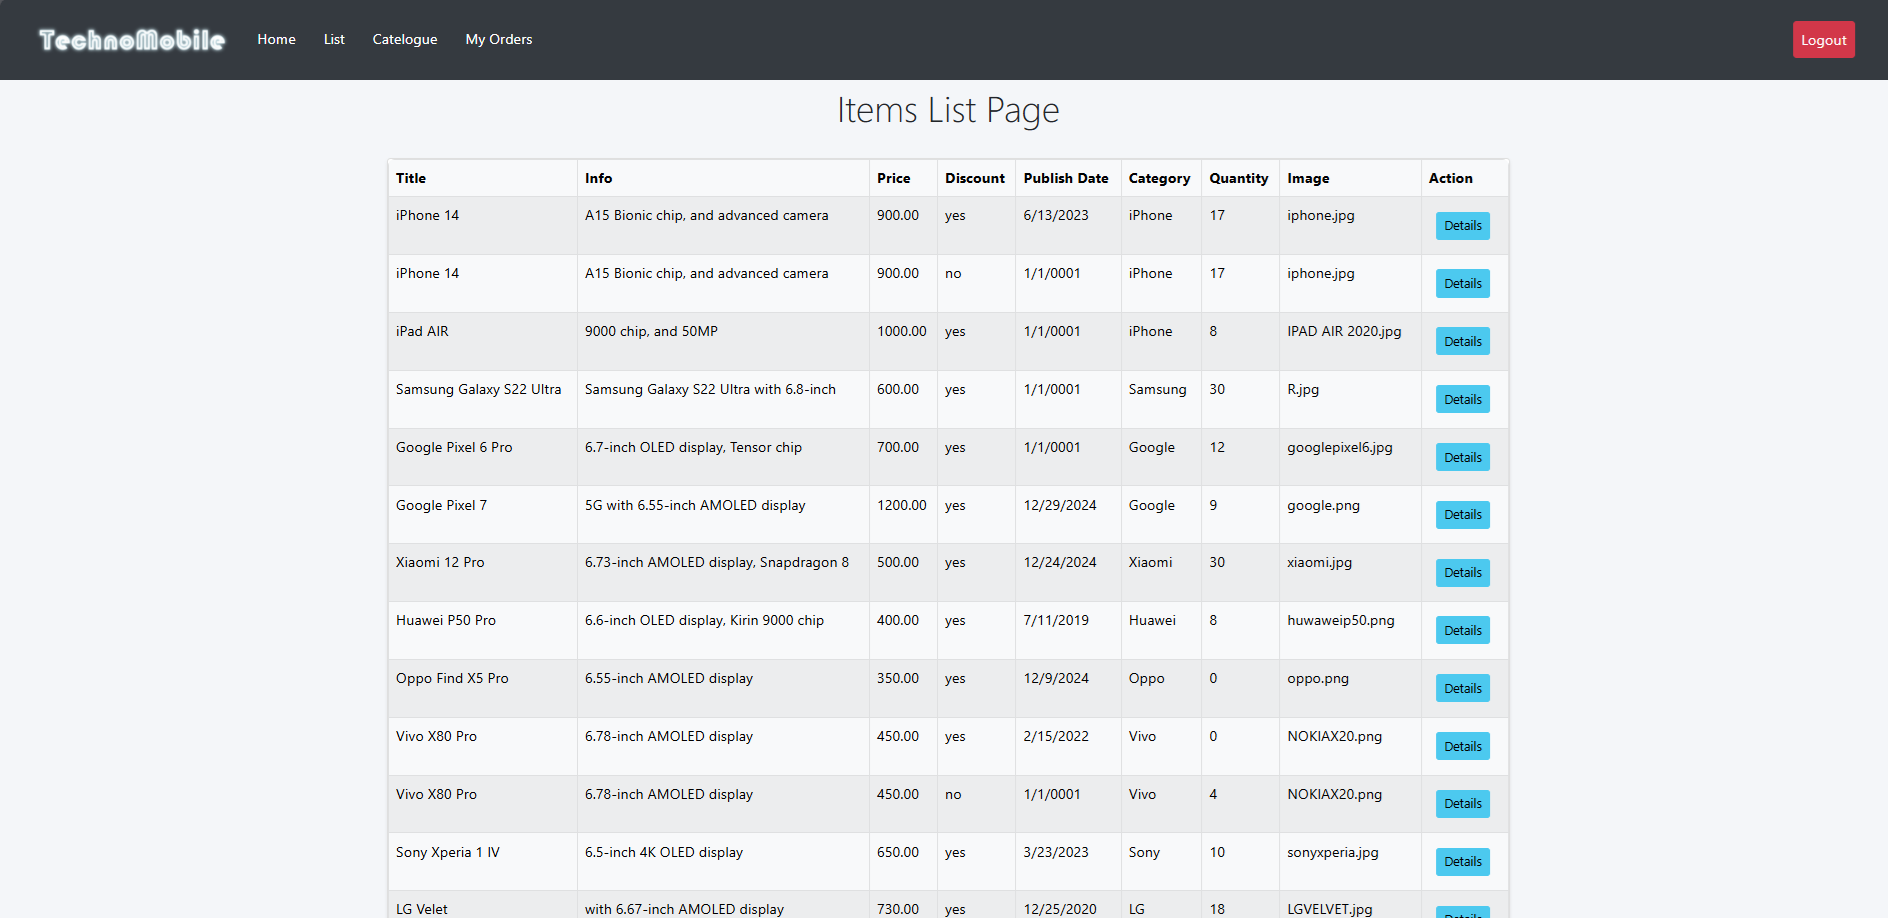 TechnoMobile Home List Catelogue My Orders Logout
Items List Page
Title Info Price Discount Publish Date Category Quantity Image Action
iPhone 14 A15 Bionic chip, and advanced camera 900.00 yes 6/13/2023 iPhone 17 iphone.jpg Details
iPhone 14 A15 Bionic chip, and advanced camera 900.00 no 1/1/0001 iPhone 17 iphone.jpg Details
iPad AIR 9000 chip, and 50MP 1000.00 yes 1/1/0001 iPhone 8 IPAD AIR 2020.jpg Details
Samsung Galaxy S22 Ultra Samsung Galaxy S22 Ultra with 6.8-inch 600.00 yes 1/1/0001 Samsung 30 R.jpg Details
Google Pixel 6 Pro 6.7-inch OLED display, Tensor chip 700.00 yes 1/1/0001 Google 12 googlepixel6.jpg Details
Google Pixel 7 5G with 6.55-inch AMOLED display 1200.00 yes 12/29/2024 Google 9 google.png Details
Xiaomi 12 Pro 6.73-inch AMOLED display, Snapdragon 8 500.00 yes 12/24/2024 Xiaomi 30 xiaomi.jpg Details
Huawei P50 Pro 6.6-inch OLED display, Kirin 9000 chip 400.00 yes 7/11/2019 Huawei 8 huwaweip50.png Details
Oppo Find X5 Pro 6.55-inch AMOLED display 350.00 yes 12/9/2024 Oppo 0 oppo.png Details
Vivo X80 Pro 6.78-inch AMOLED display 450.00 yes 2/15/2022 Vivo 0 NOKIAX20.png Details
Vivo X80 Pro 6.78-inch AMOLED display 450.00 no 1/1/0001 Vivo 4 NOKIAX20.png Details
Sony Xperia 1 IV 6.5-inch 4K OLED display 650.00 yes 3/23/2023 Sony 10 sonyxperia.jpg Details
LG Velet with 6.67-inch AMOLED display 730.00 yes 12/25/2020 LG 18 LGVELVET.jpg Details